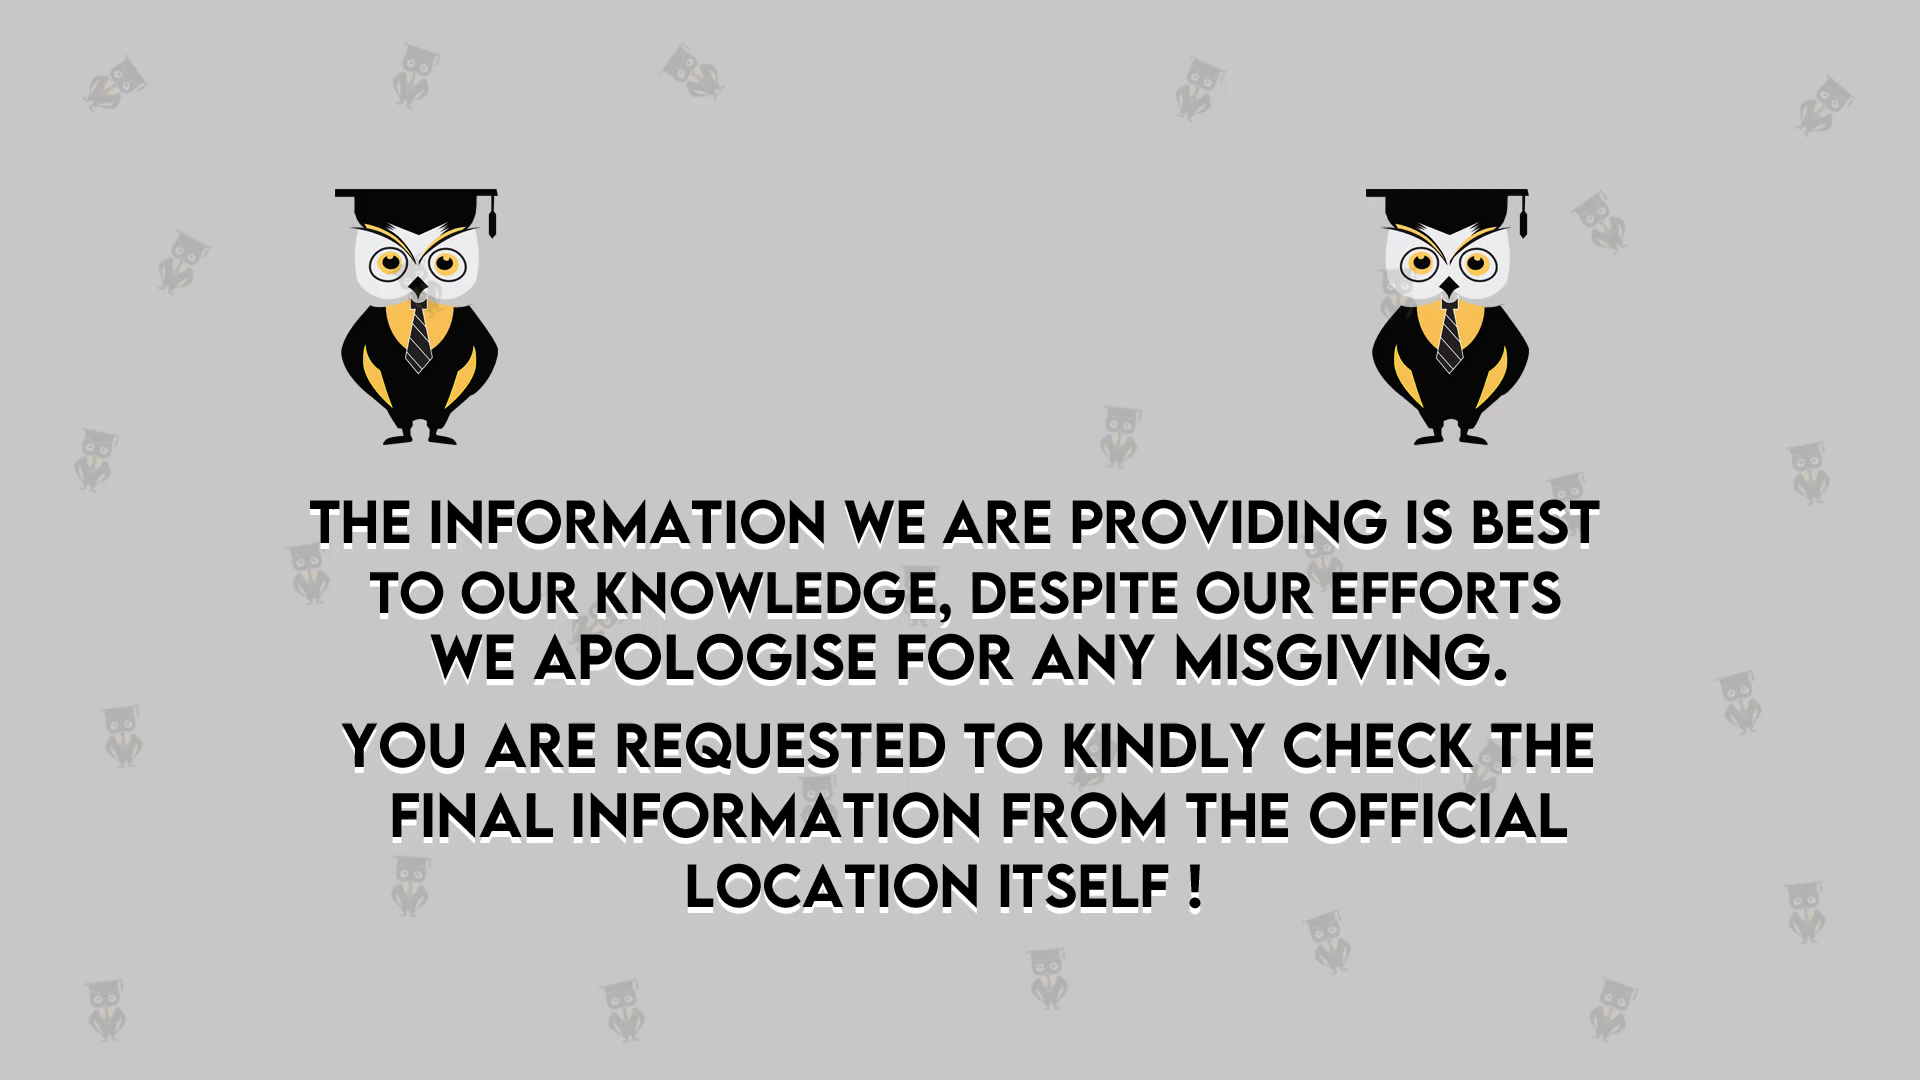 THE INFORMATION WE ARE PROVIDING IS BEST
TO OUR KNOWLEDGE, DESPITE OUR EFFORTS
WE APOLOGISE FOR ANY MISGIVING.
YOU ARE REQUESTED TO KINDLY CHECK THE
FINAL INFORMATION FROM THE OFFICIAL
LOCATION ITSELF !